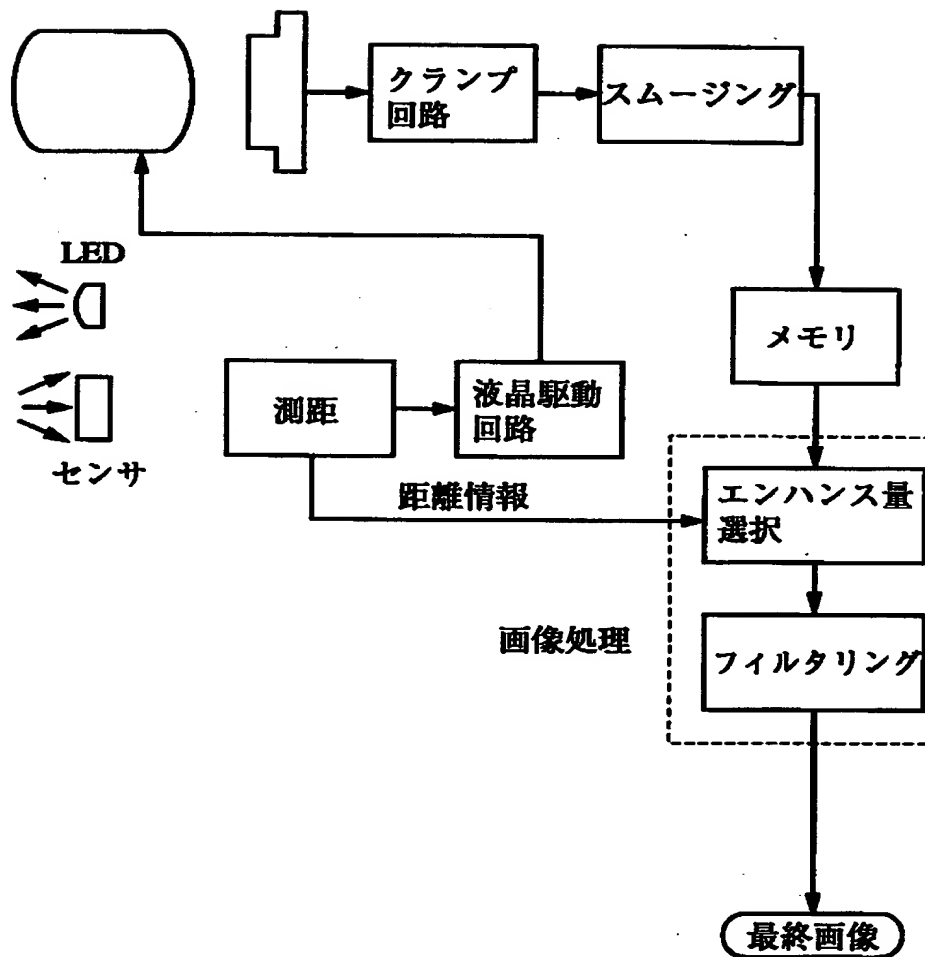 クランプ
回路
スムージング
LED
メモリ
測距
液晶駆動
回路
センサ
距離情報
エンハンス量
選択
画像処理
フィルタリング
最終画像